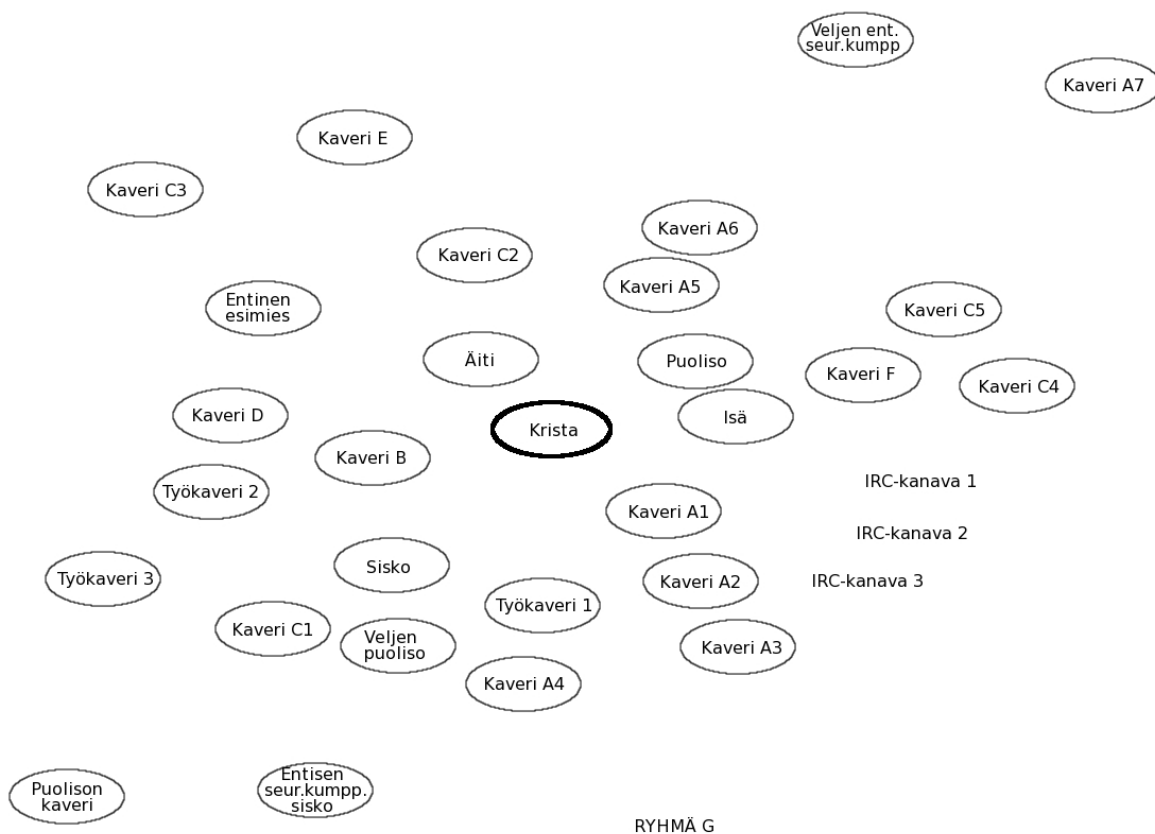 Veljen ent.
seur.kumpp
Kaveri A7
Kaveri E
Kaveri C3
Kaveri A6
Kaveri C2
Kaveri A5
Entinen
esimies
Kaveri C5
Äiti
Puoliso
Kaveri F
Kaveri C4
Kaveri D
Isä
Krista
Kaveri B
IRC-kanava 1
Työkaveri 2
Kaveri A1
IRC-kanava 2
Sisko
Työkaveri 3
Kaveri A2
IRC-kanava 3
Työkaveri 1
Kaveri C1
Veljen
puoliso
Kaveri A3
Kaveri A4
Puolison
kaveri
Entisen
seur.kumpp.
sisko
RYHMÄ G